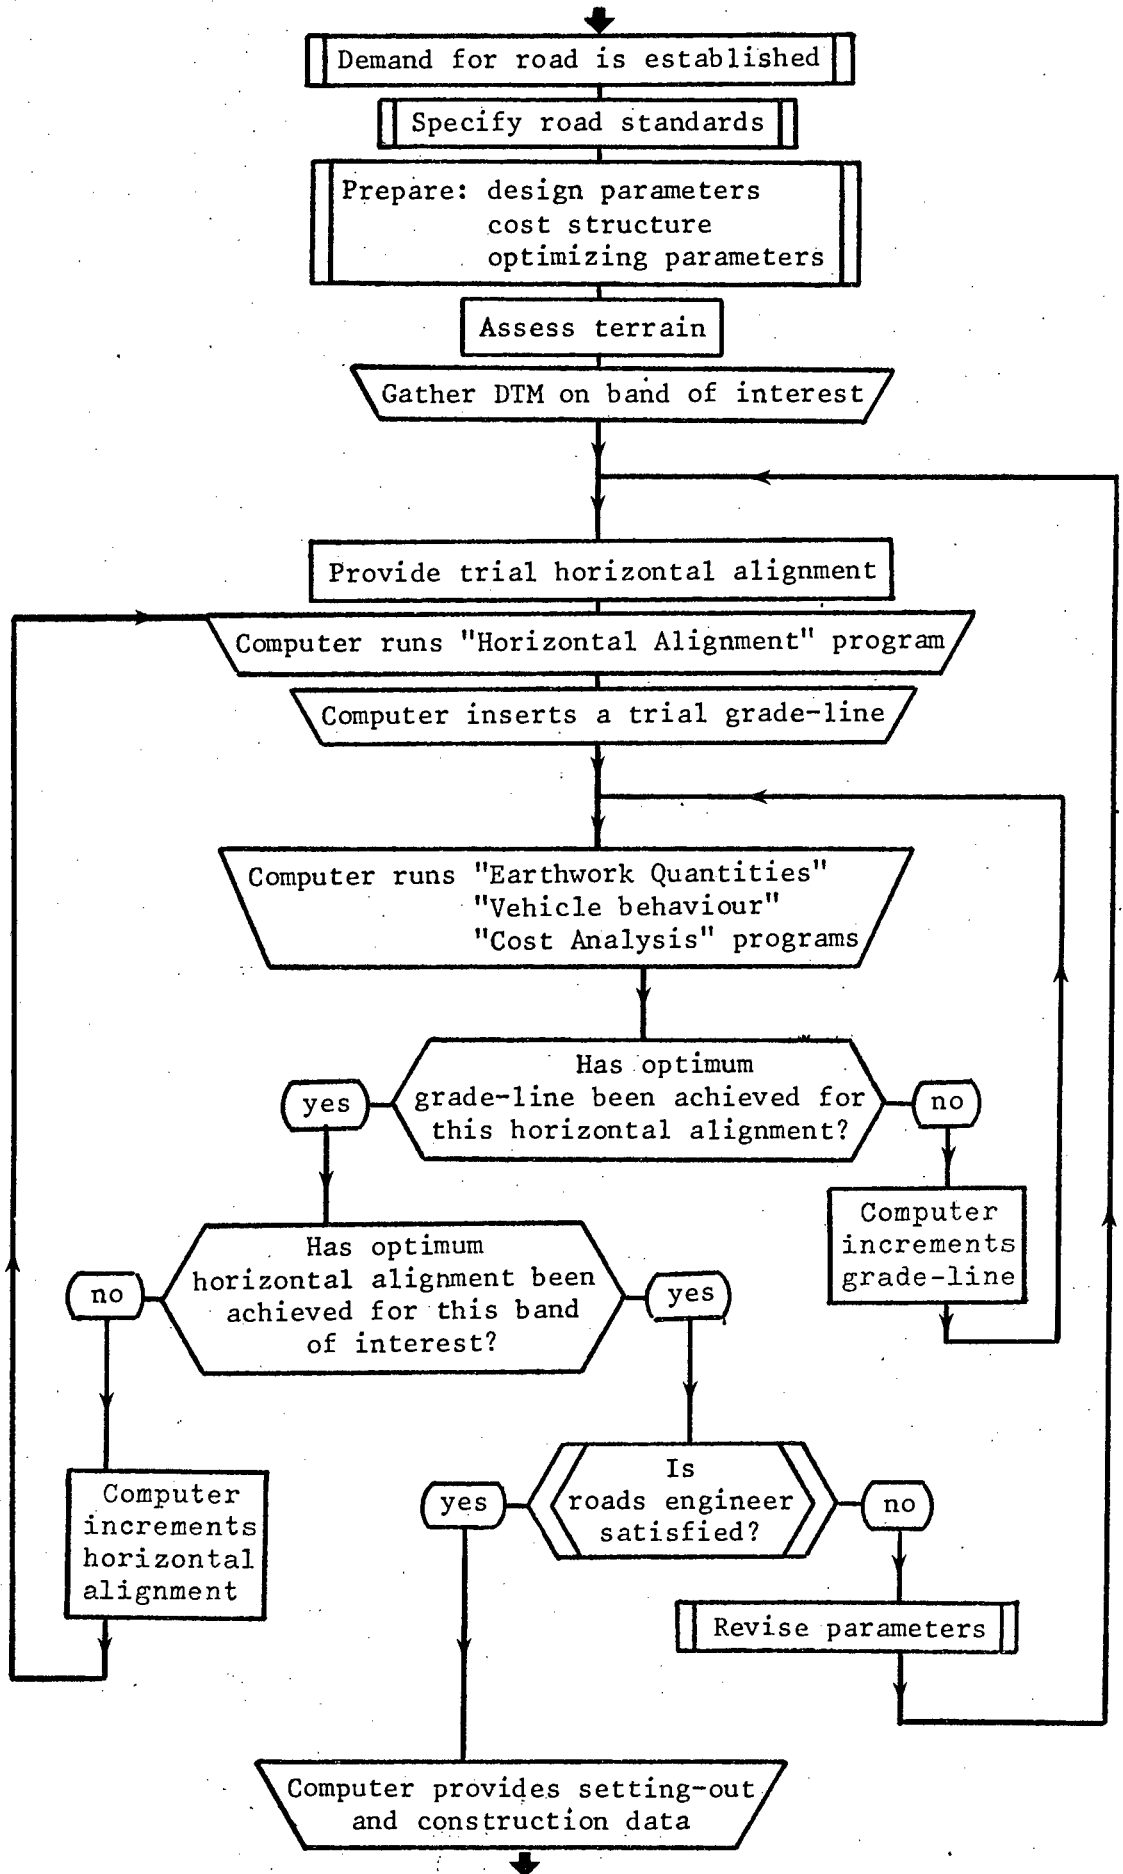 Demand for road is established
Specify road standards
Prepare: design parameters
cost structure
optimizing parameters
Assess terrain
Gather DTM on band of interest
Provide trial horizontal alignment
Computer runs "Horizontal Alignment" program
Computer inserts a trial grade-line
Computer runs "Earthwork Quantities"
"Vehicle behaviour"
"Cost Analysis" programs
Has optimum
grade-line been achieved for
this horizontal alignment?
yes
no
Computer
increments
grade-line
Has optimum
horizontal alignment been
achieved for this band
of interest?
no
yes
Computer
increments
horizontal
alignment
Is
roads engineer
satisfied?
yes
no
Revise parameters
Computer provides setting-out
and construction data